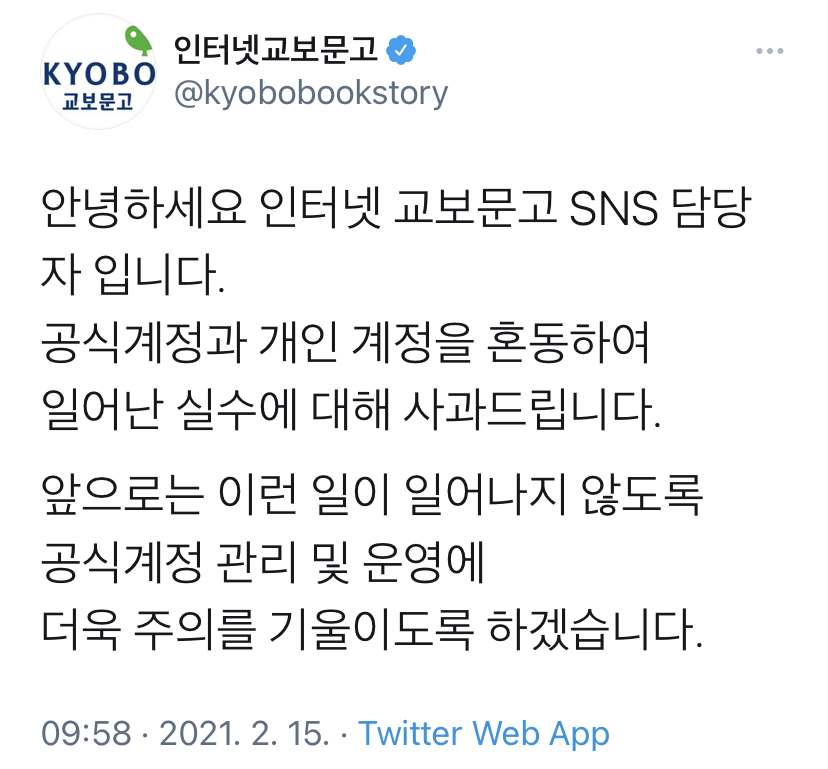 KYOBO
교보문고
인터넷교보문고
@kyobobookstory
안녕하세요 인터넷 교보문고 SNS 담당
자 입니다.
공식계정과 개인 계정을 혼동하여
일어난 실수에 대해 사과드립니다.
앞으로는 이런 일이 일어나지 않도록
공식계정 관리 및 운영에
더욱 주의를 기울이도록 하겠습니다.
09:58 · 2021. 2. 15. · Twitter Web App